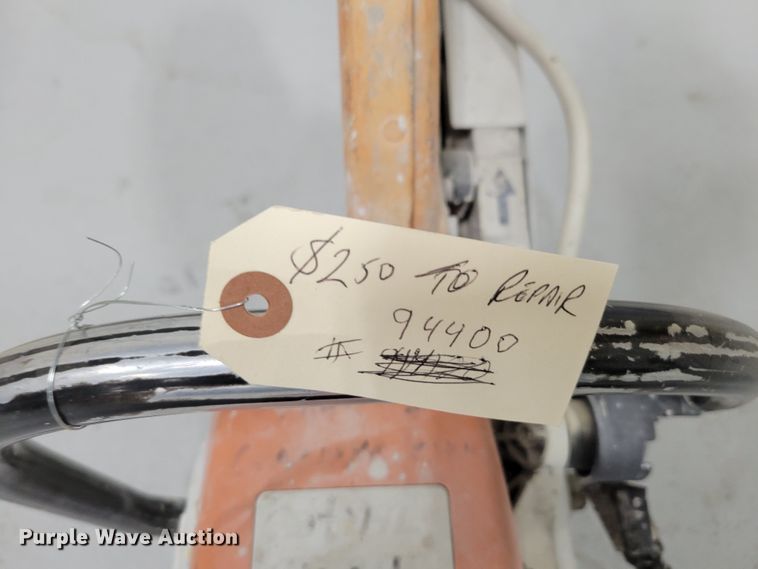 $250 TO REPAIR
94400
#
Purple Wave Auction